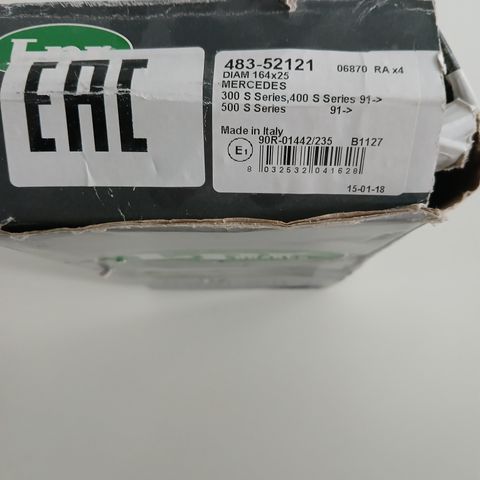 Lpr
EAC
483-52121 06870 RA x4
DIAM 164x25
MERCEDES
300 S Series,400 S Series 91->
500 S Series 91->
Made in Italy
E1 90R-01442/235 B1127
8 032532 041628
15-01-18